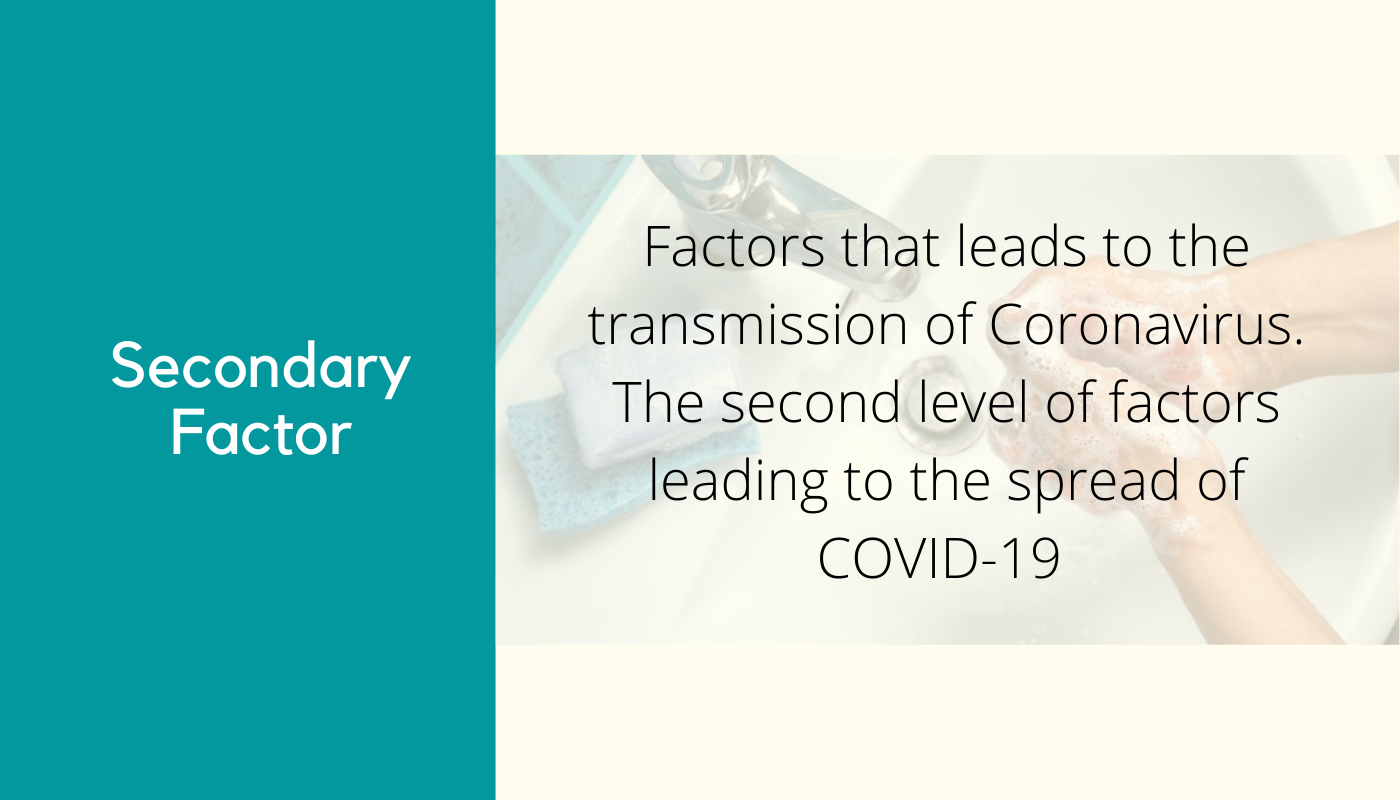 Secondary
Factor
Factors that leads to the
transmission of Coronavirus.
The second level of factors
leading to the spread of
COVID-19